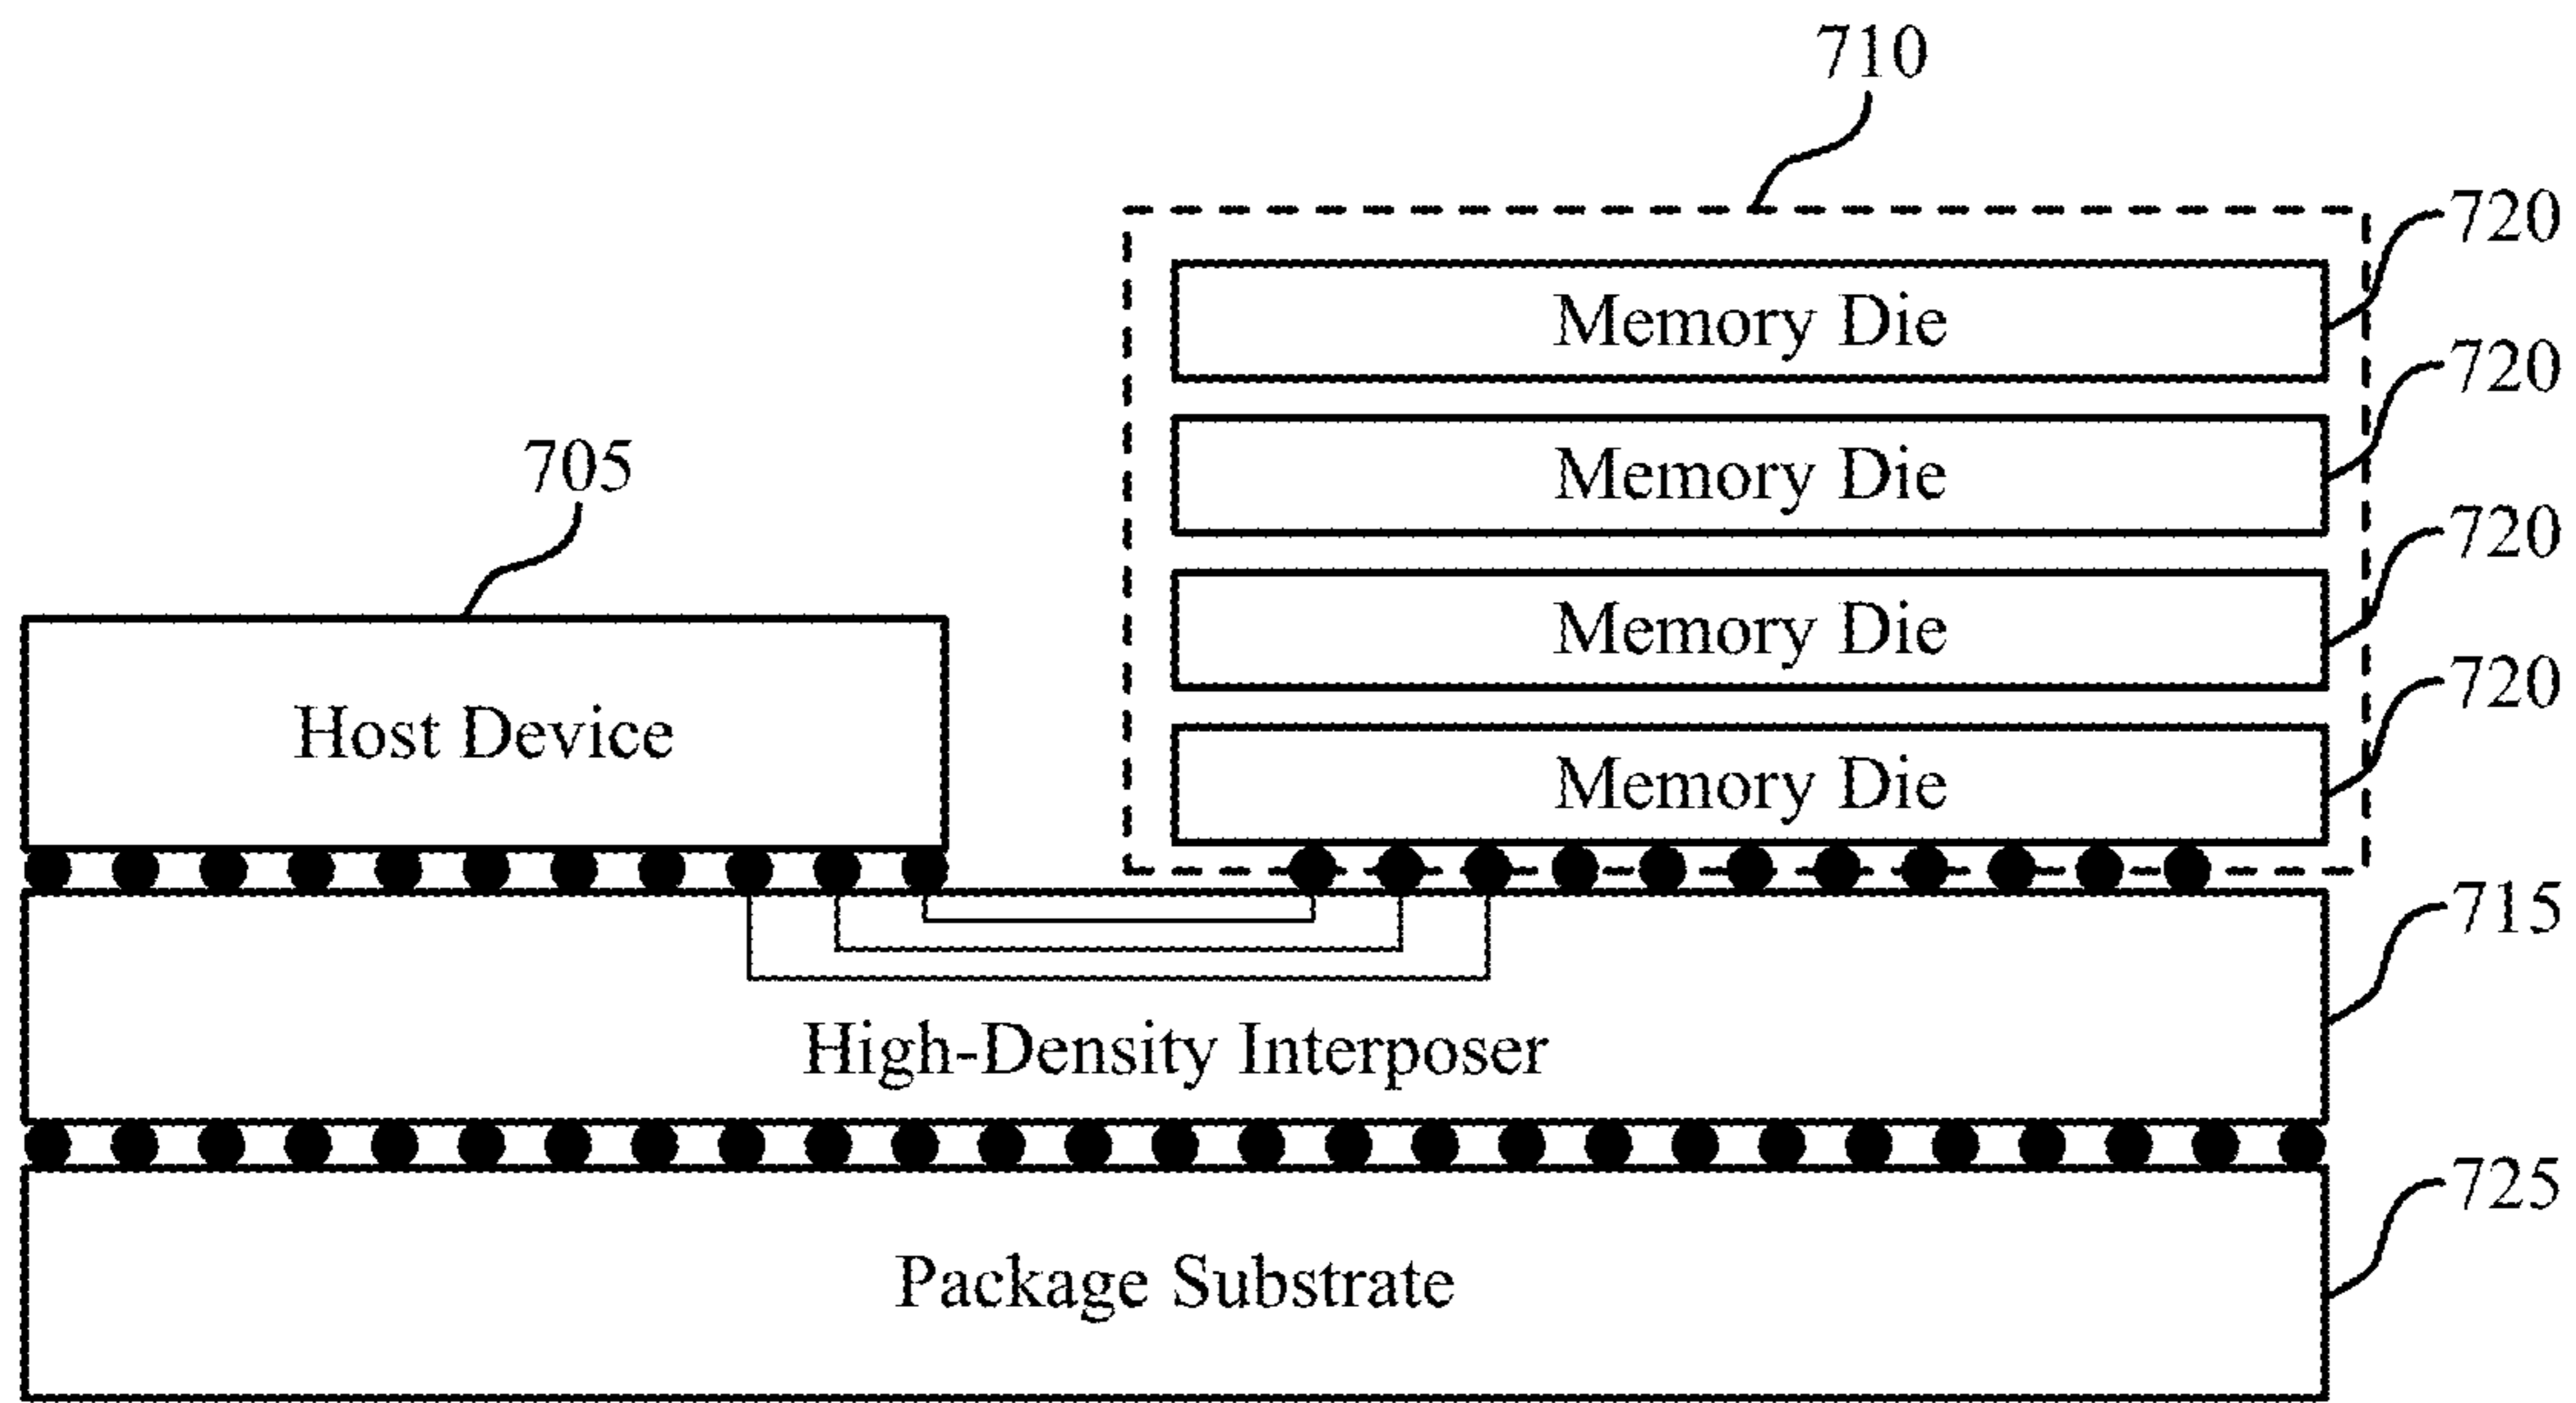 710
720
Memory Die
720
Memory Die
705
720
Memory Die
720
Host Device
Memory Die
715
High-Density Interposer
725
Package Substrate